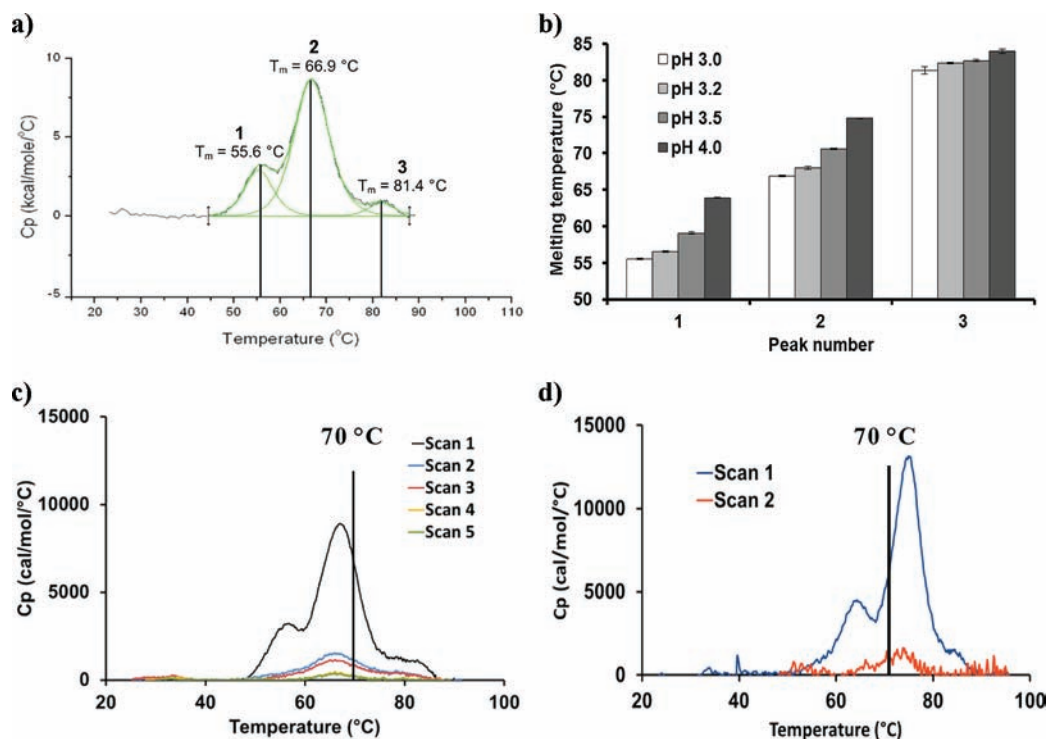 a)
2
Tm = 66.9 °C
1
Tm = 55.6 °C
3
Tm = 81.4 °C
10
5
0
-5
Cp (kcal/mole/°C)
20 30 40 50 60 70 80 90 100 110
Temperature (°C)
b)
85
80
75
70
65
60
55
50
Melting temperature (°C)
pH 3.0
pH 3.2
pH 3.5
pH 4.0
1 2 3
Peak number
c)
15000
10000
5000
0
Cp (cal/mol/°C)
70 °C
Scan 1
Scan 2
Scan 3
Scan 4
Scan 5
20 40 60 80 100
Temperature (°C)
d)
15000
10000
5000
0
Cp (cal/mol/°C)
70 °C
Scan 1
Scan 2
20 40 60 80 100
Temperature (°C)